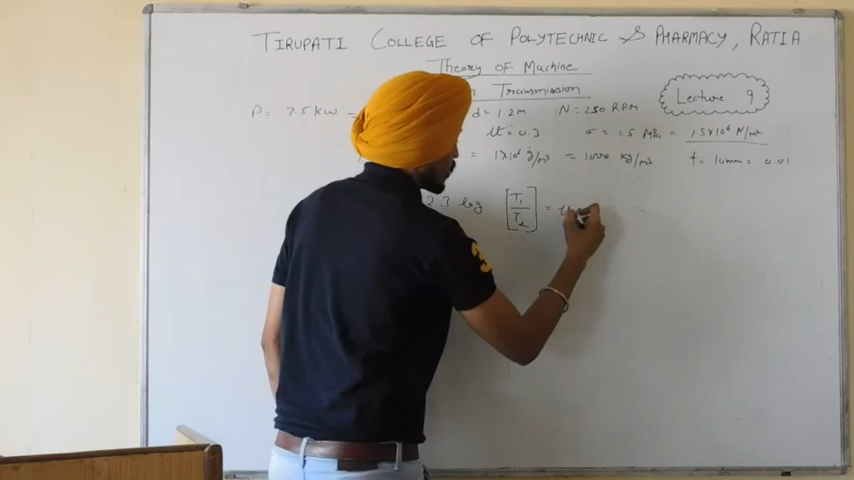 TIRUPATI COLLEGE OF POLYTECHNIC & PHARMACY, RATIA
Theory OF Machine
Transmission
Lecture : 9
P = 7.5 kW = d = 1.2 m N = 250 RPM
μ = 0.3 σ = 1.5 MPa = 1.5×10⁶ N/m²
= 1×10⁶ g/m³ = 1000 kg/m³ t = 10mm = 0.01
2.3 log [T₁/T₂] = μ
3